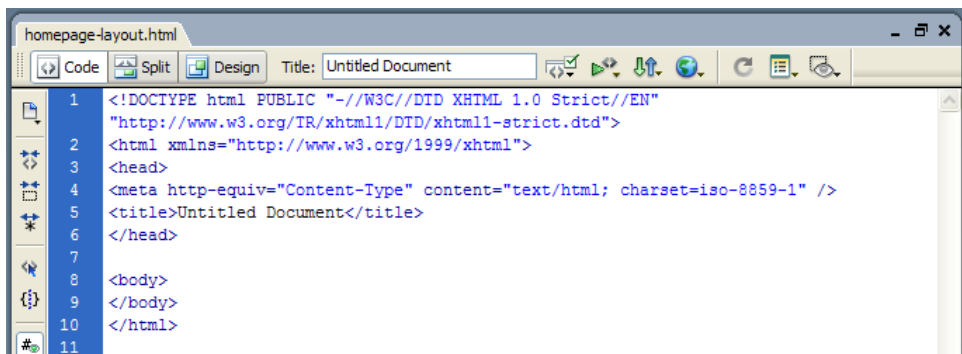 homepage-layout.html
Code Split Design Title: Untitled Document
1 <!DOCTYPE html PUBLIC "-//W3C//DTD XHTML 1.0 Strict//EN"
"http://www.w3.org/TR/xhtml1/DTD/xhtml1-strict.dtd">
2 <html xmlns="http://www.w3.org/1999/xhtml">
3 <head>
4 <meta http-equiv="Content-Type" content="text/html; charset=iso-8859-1" />
5 <title>Untitled Document</title>
6 </head>
7
8 <body>
9 </body>
10 </html>
11